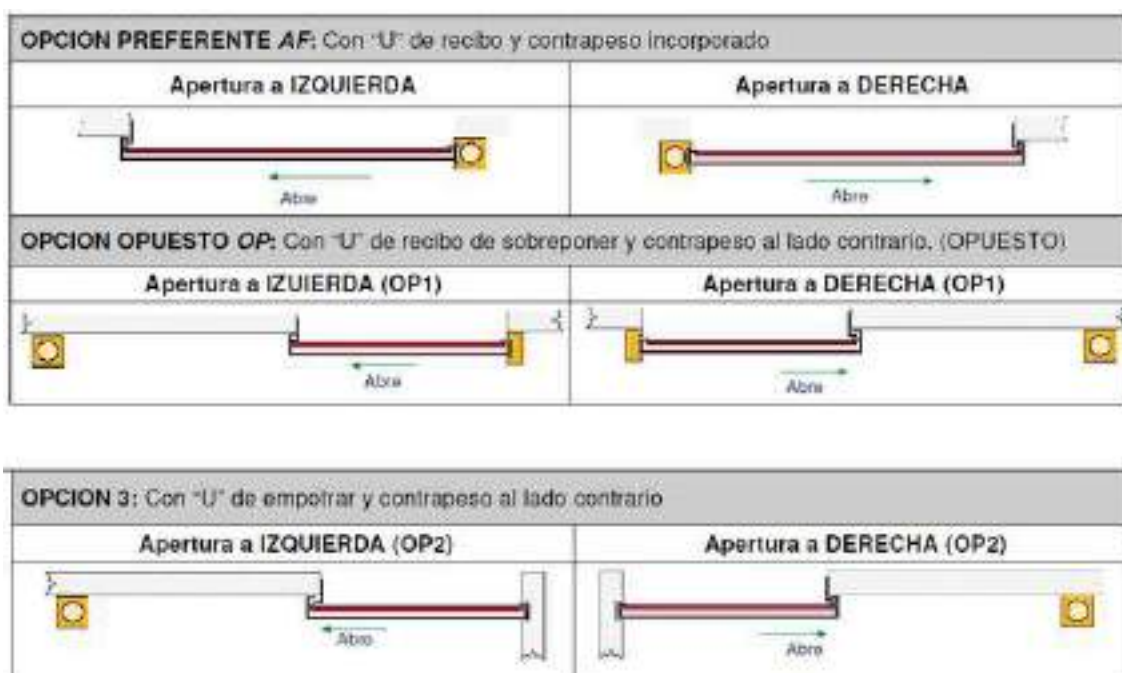 OPCION PREFERENTE AF: Con "U" de recibo y contrapeso incorporado
Apertura a IZQUIERDA
Apertura a DERECHA
Abre
Abre
OPCION OPUESTO OP: Con "U" de recibo de sobreponer y contrapeso al lado contrario. (OPUESTO)
Apertura a IZUIERDA (OP1)
Apertura a DERECHA (OP1)
Abre
Abre
OPCION 3: Con "U" de empotrar y contrapeso al lado contrario
Apertura a IZQUIERDA (OP2)
Apertura a DERECHA (OP2)
Abre
Abre